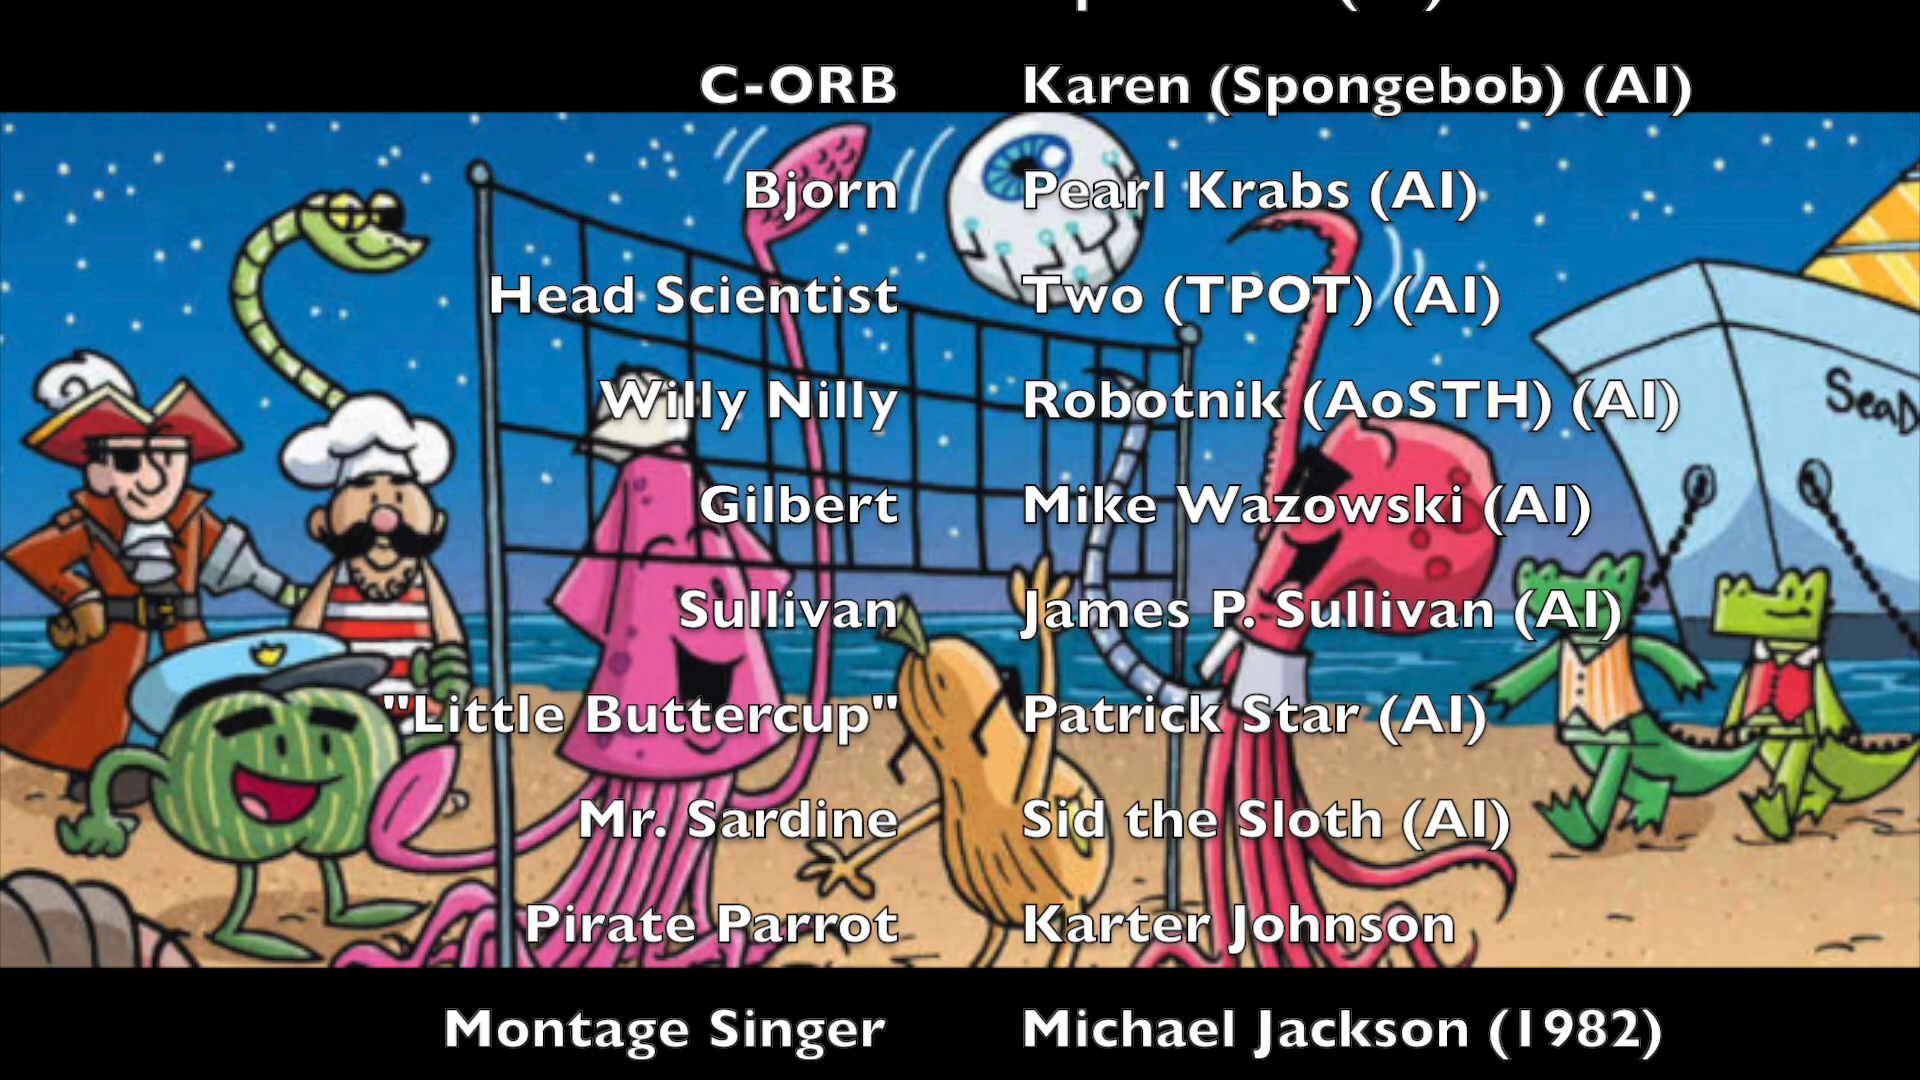 C-ORB Karen (Spongebob) (AI)
Bjorn Pearl Krabs (AI)
Head Scientist Two (TPOT) (AI)
Willy Nilly Robotnik (AoSTH) (AI)
Gilbert Mike Wazowski (AI)
Sullivan James P. Sullivan (AI)
"Little Buttercup" Patrick Star (AI)
Mr. Sardine Sid the Sloth (AI)
Pirate Parrot Karter Johnson
Montage Singer Michael Jackson (1982)
SeaD